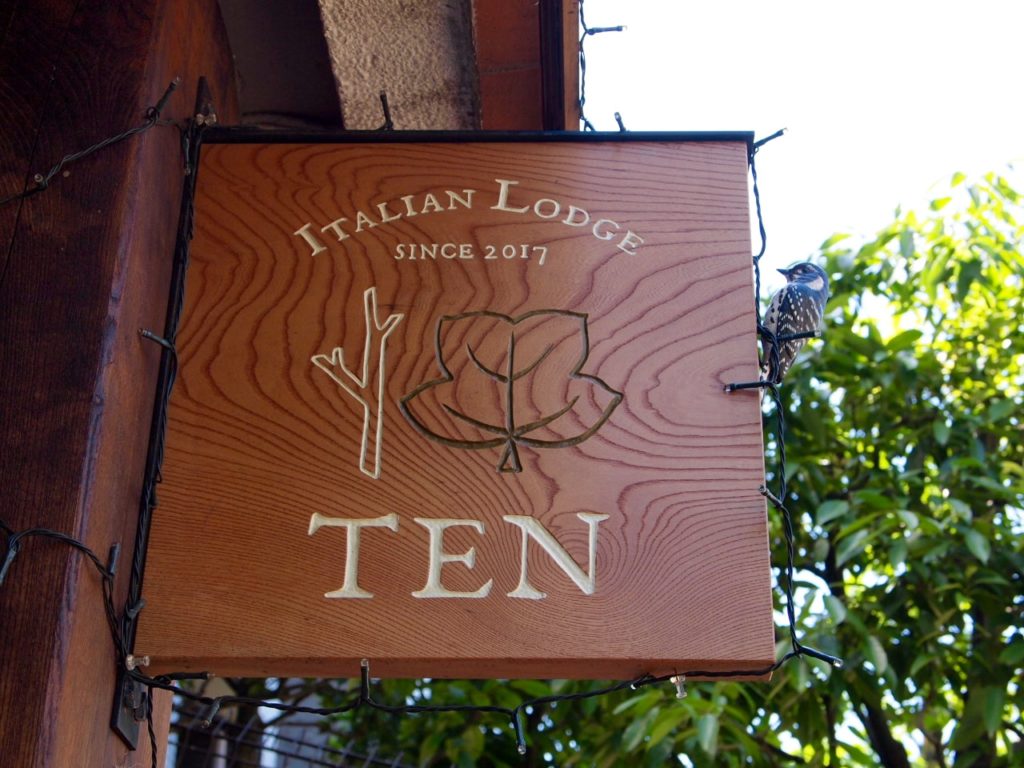 ITALIAN LODGE
SINCE 2017
TEN